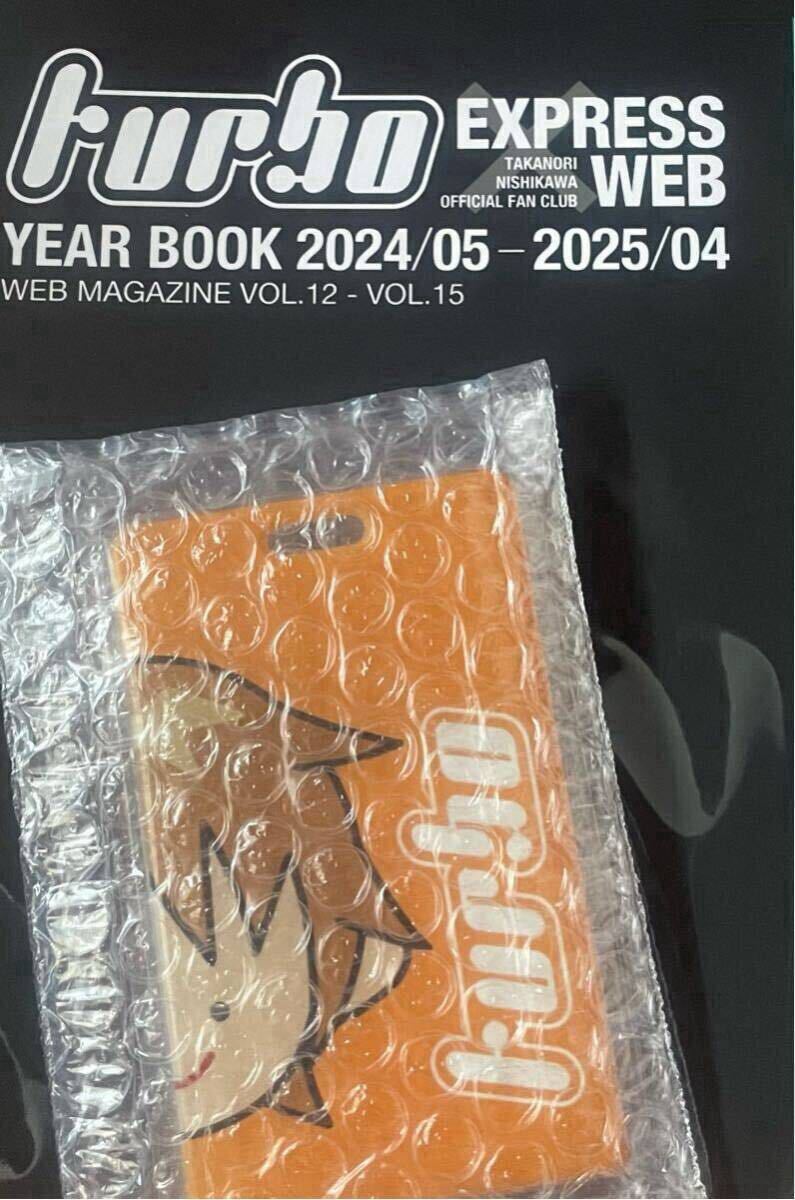 turbo
EXPRESS
TAKANORI
NISHIKAWA
OFFICIAL FAN CLUB
WEB
YEAR BOOK 2024/05 – 2025/04
WEB MAGAZINE VOL.12 - VOL.15
turbo